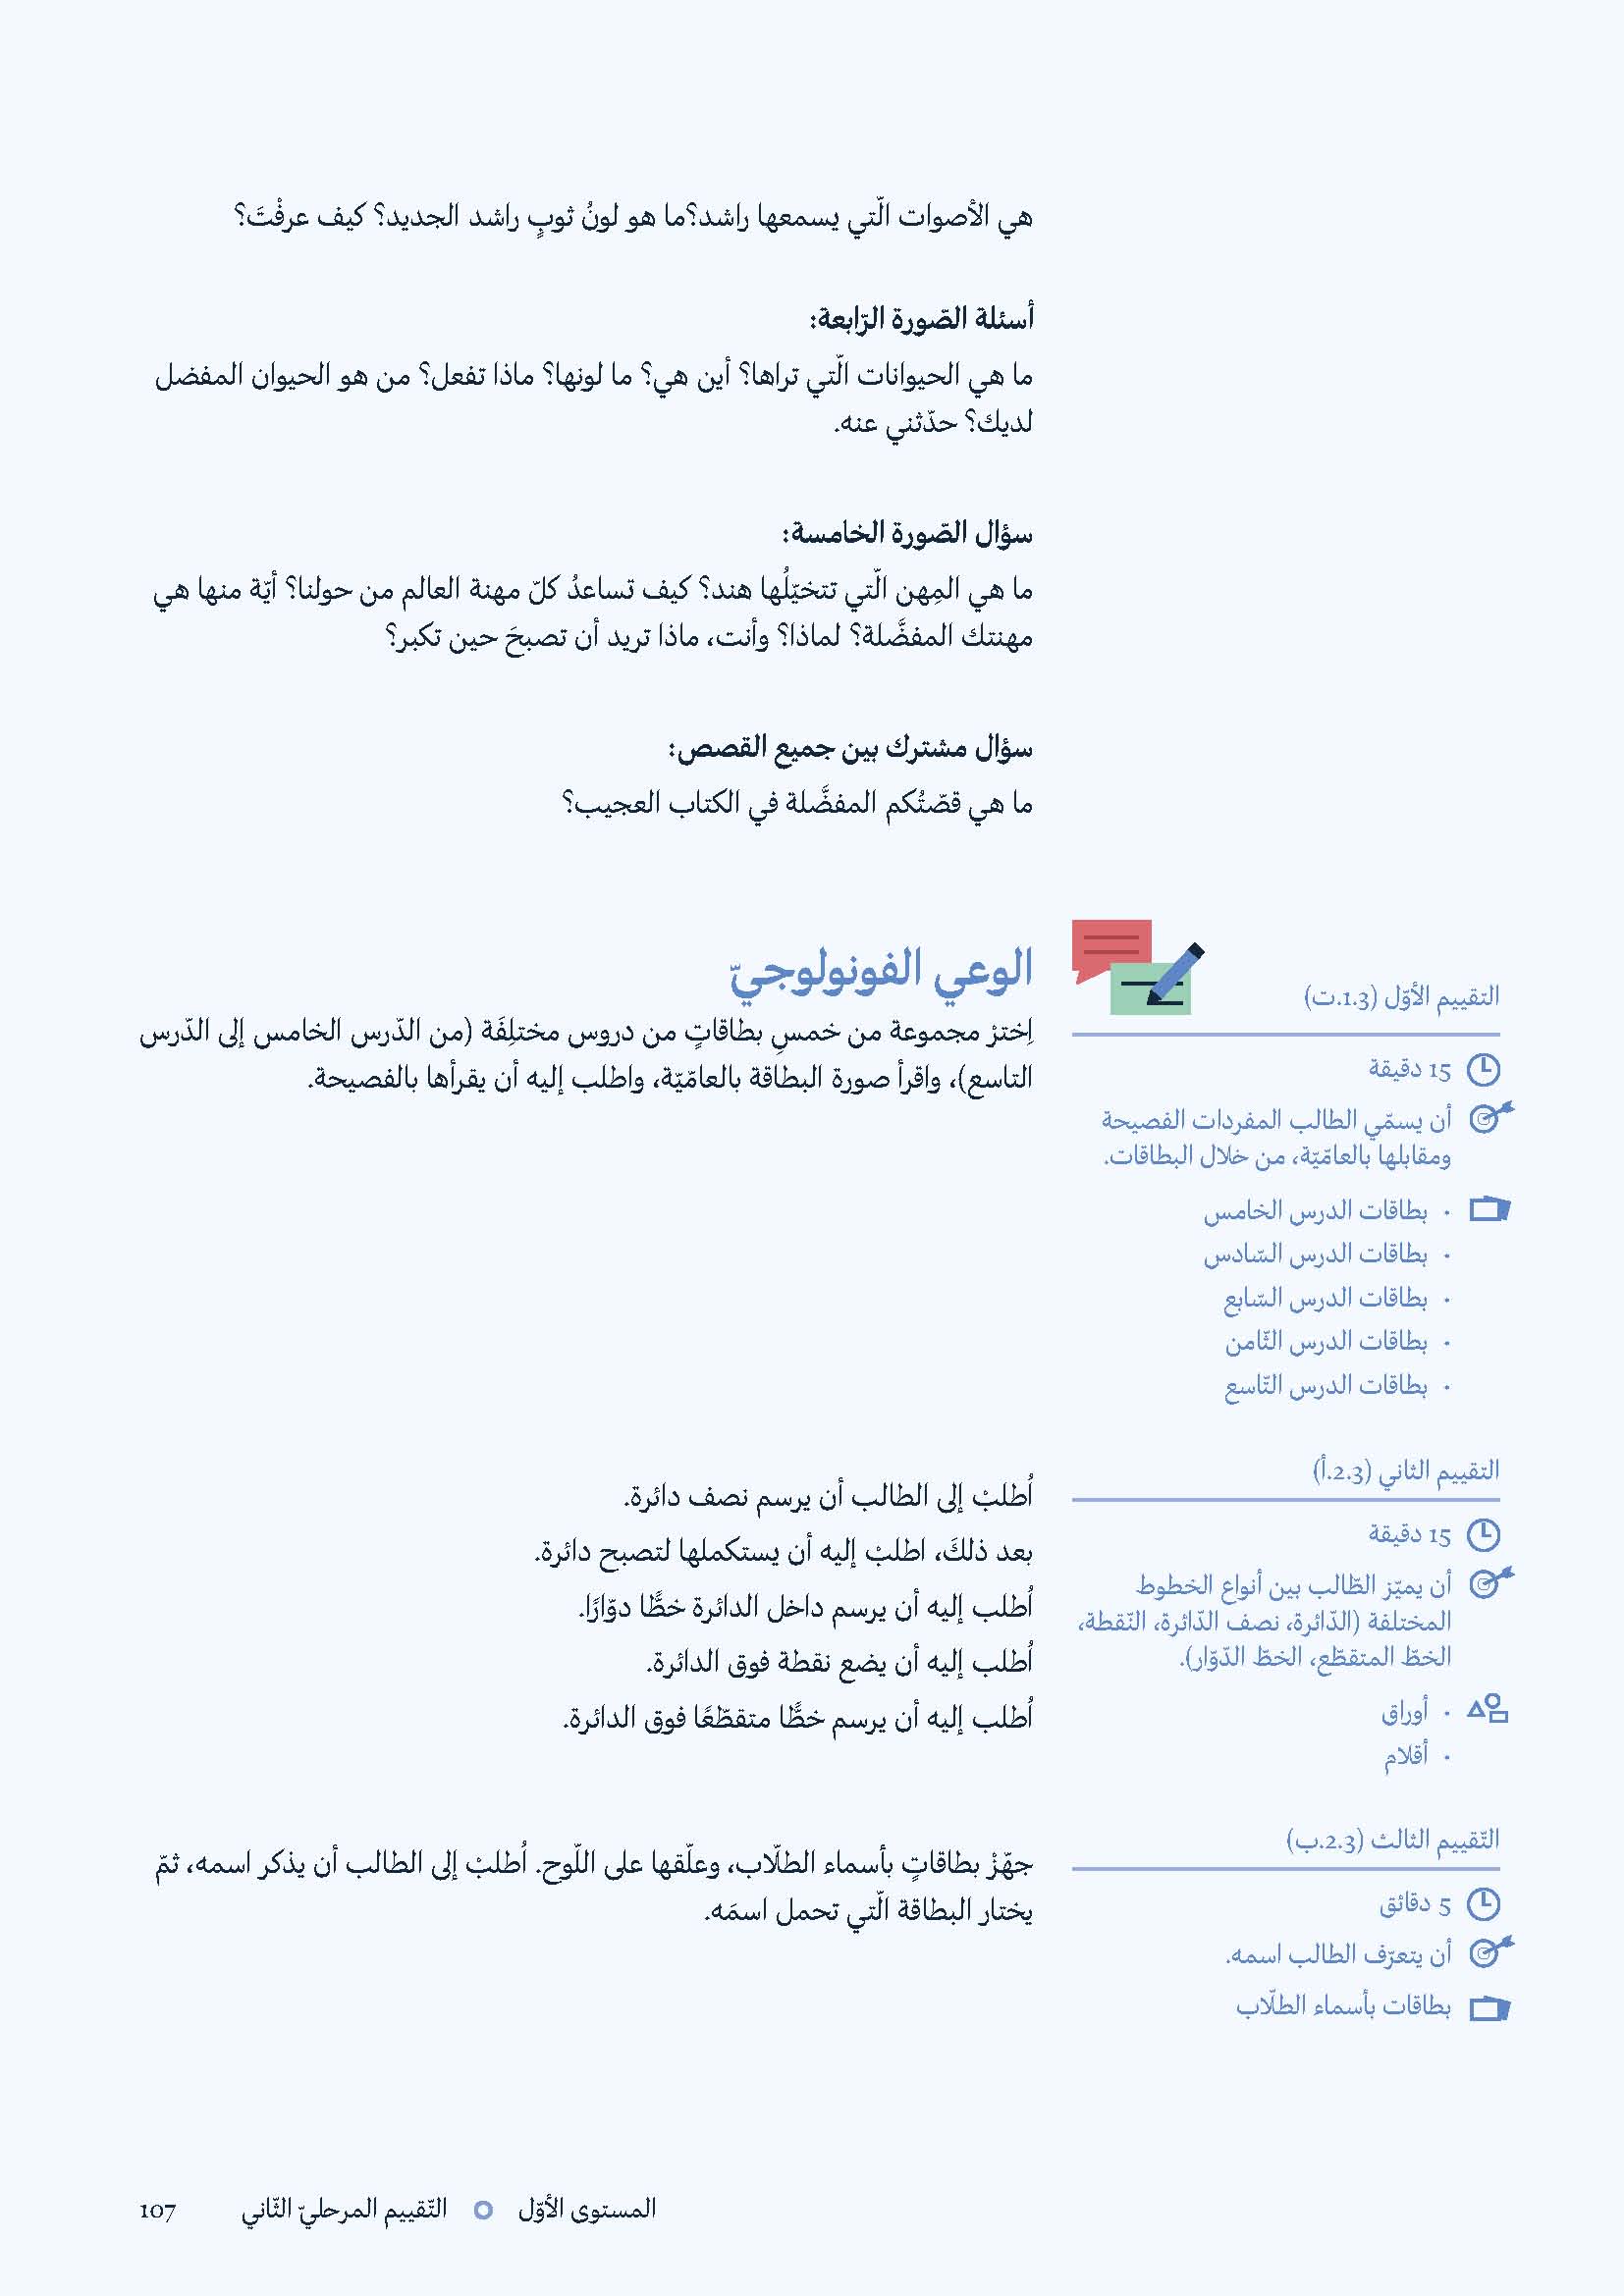 هي الأصوات الّتي يسمعها راشد؟ما هو لونُ ثوبٍ راشد الجديد؟ كيف عرفْتَ؟
أسئلة الصّورة الرّابعة:
ما هي الحيوانات الّتي تراها؟ أين هي؟ ما لونها؟ ماذا تفعل؟ من هو الحيوان المفضل
لديك؟ حدّثني عنه.
سؤال الصّورة الخامسة:
ما هي المِهن الّتي تتخيّلُها هند؟ كيف تساعدُ كلّ مهنة العالم من حولنا؟ أيّة منها هي
مهنتك المفضَّلة؟ لماذا؟ وأنت، ماذا تريد أن تصبحَ حين تكبر؟
سؤال مشترك بين جميع القصص:
ما هي قصّتُكم المفضَّلة في الكتاب العجيب؟
الوعي الفونولوجيّ
التقييم الأوّل (1.3.ت)
اِخترْ مجموعة من خمسِ بطاقاتٍ من دروس مختلِفَة (من الدّرس الخامس إلى الدّرس
التاسع)، واقرأ صورة البطاقة بالعامّيّة، واطلب إليه أن يقرأها بالفصيحة.
15 دقيقة
أن يسمّي الطالب المفردات الفصيحة
ومقابلها بالعامّيّة، من خلال البطاقات.
• بطاقات الدرس الخامس
• بطاقات الدرس السّادس
• بطاقات الدرس السّابع
• بطاقات الدرس الثّامن
• بطاقات الدرس التّاسع
التقييم الثاني (2.3.أ)
اُطلبْ إلى الطالب أن يرسم نصف دائرة.
بعد ذلكَ، اطلبْ إليه أن يستكملها لتصبح دائرة.
اُطلب إليه أن يرسم داخل الدائرة خطًّا دوّارًا.
اُطلب إليه أن يضع نقطة فوق الدائرة.
اُطلب إليه أن يرسم خطًّا متقطّعًا فوق الدائرة.
15 دقيقة
أن يميّز الطّالب بين أنواع الخطوط
المختلفة (الدّائرة، نصف الدّائرة، النّقطة،
الخطّ المتقطّع، الخطّ الدّوّار).
• أوراق
• أقلام
التّقييم الثالث (2.3.ب)
جهّزْ بطاقاتٍ بأسماء الطلّاب، وعلّقها على اللّوح. اُطلبْ إلى الطالب أن يذكر اسمه، ثمّ
يختار البطاقة الّتي تحمل اسمَه.
5 دقائق
أن يتعرّف الطالب اسمه.
بطاقات بأسماء الطلّاب
المستوى الأوّل التّقييم المرحليّ الثّاني 107